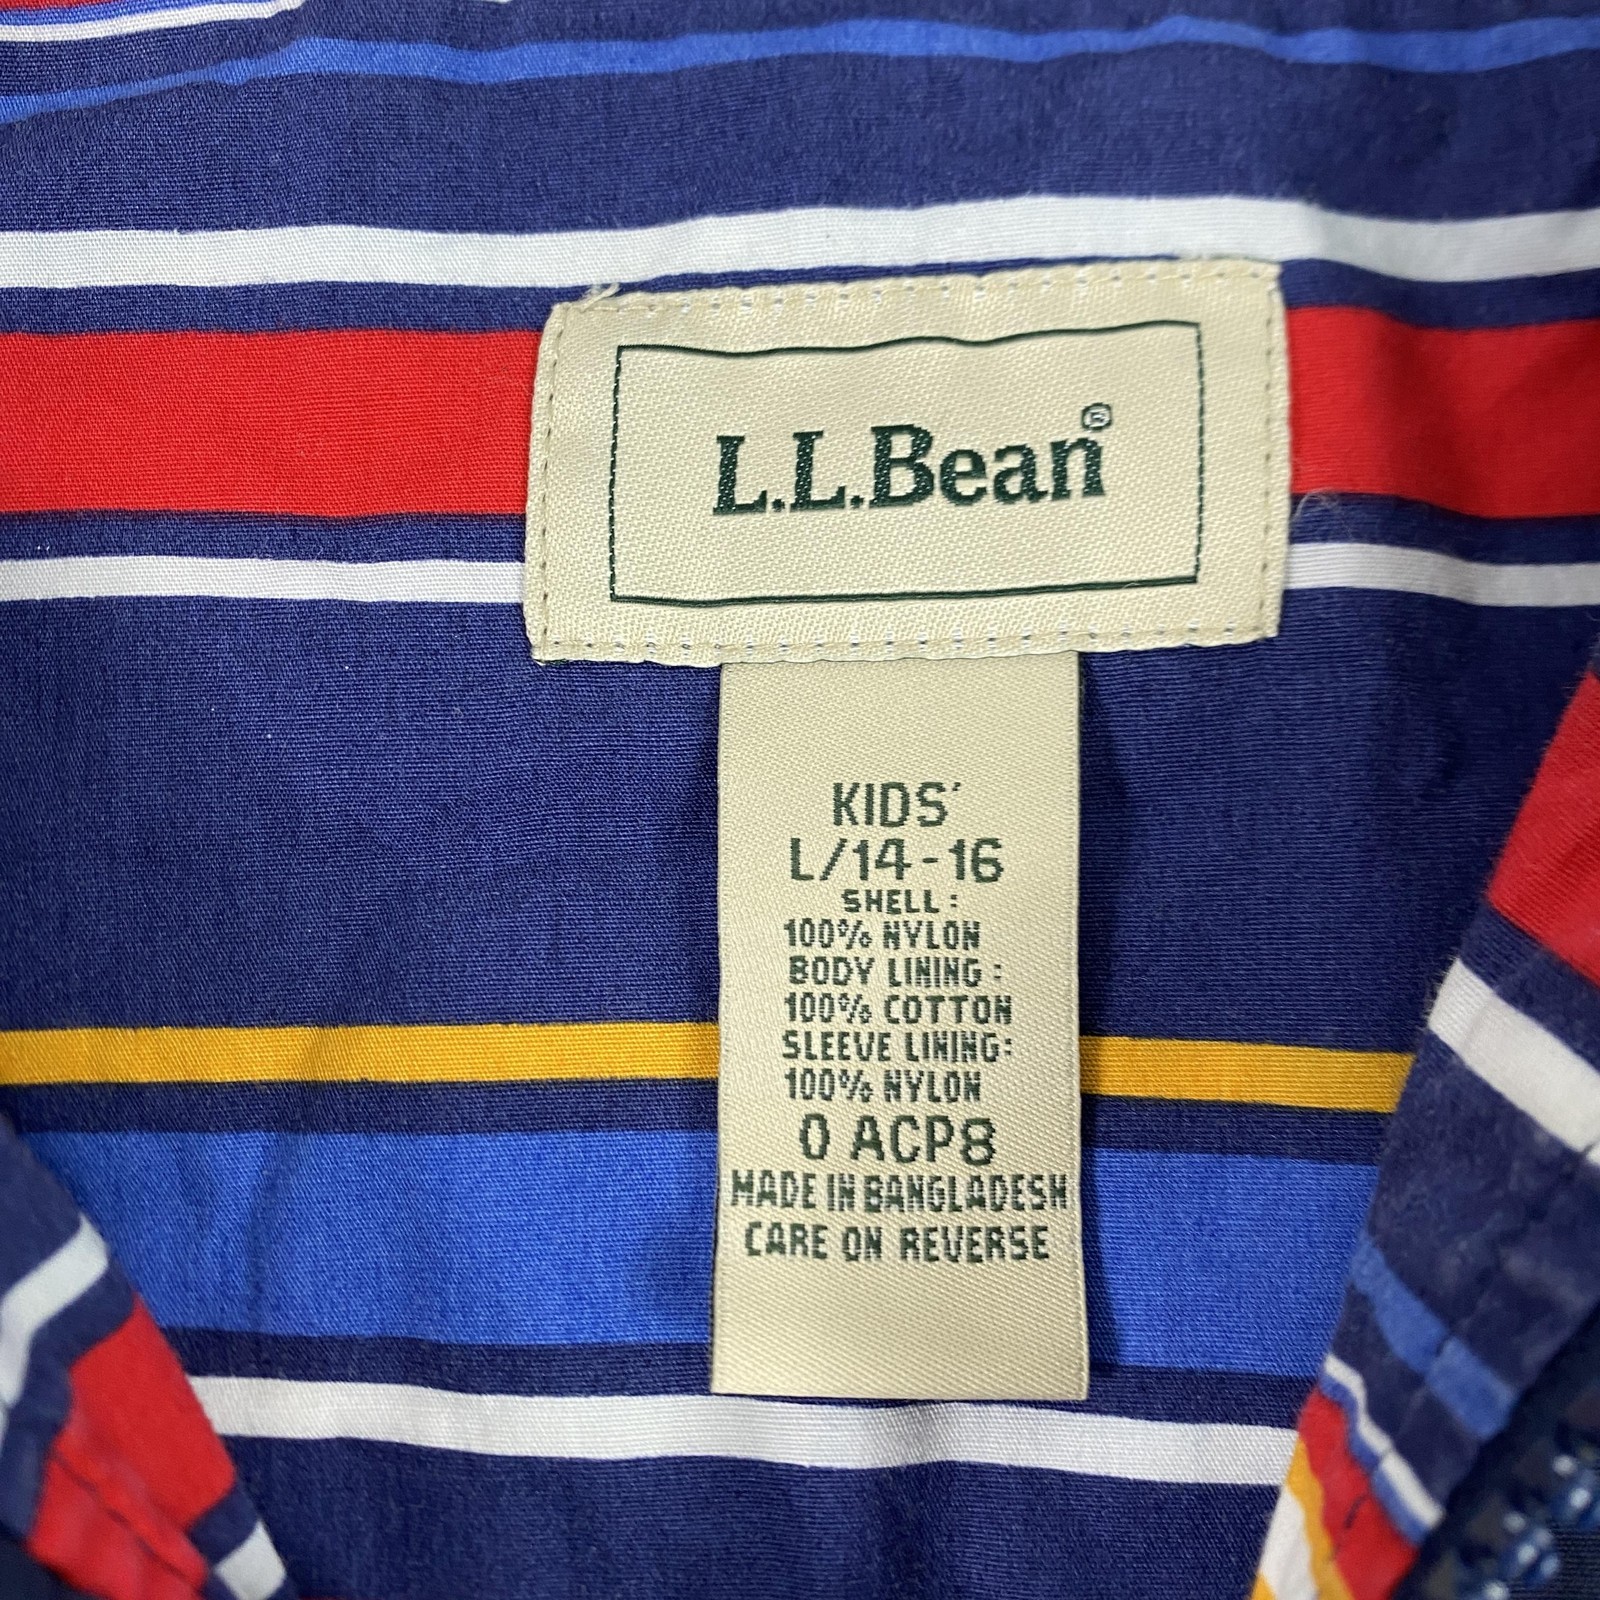 L.L.Bean®
KIDS'
L/14-16
SHELL:
100% NYLON
BODY LINING:
100% COTTON
SLEEVE LINING:
100% NYLON
0 ACP8
MADE IN BANGLADESH
CARE ON REVERSE